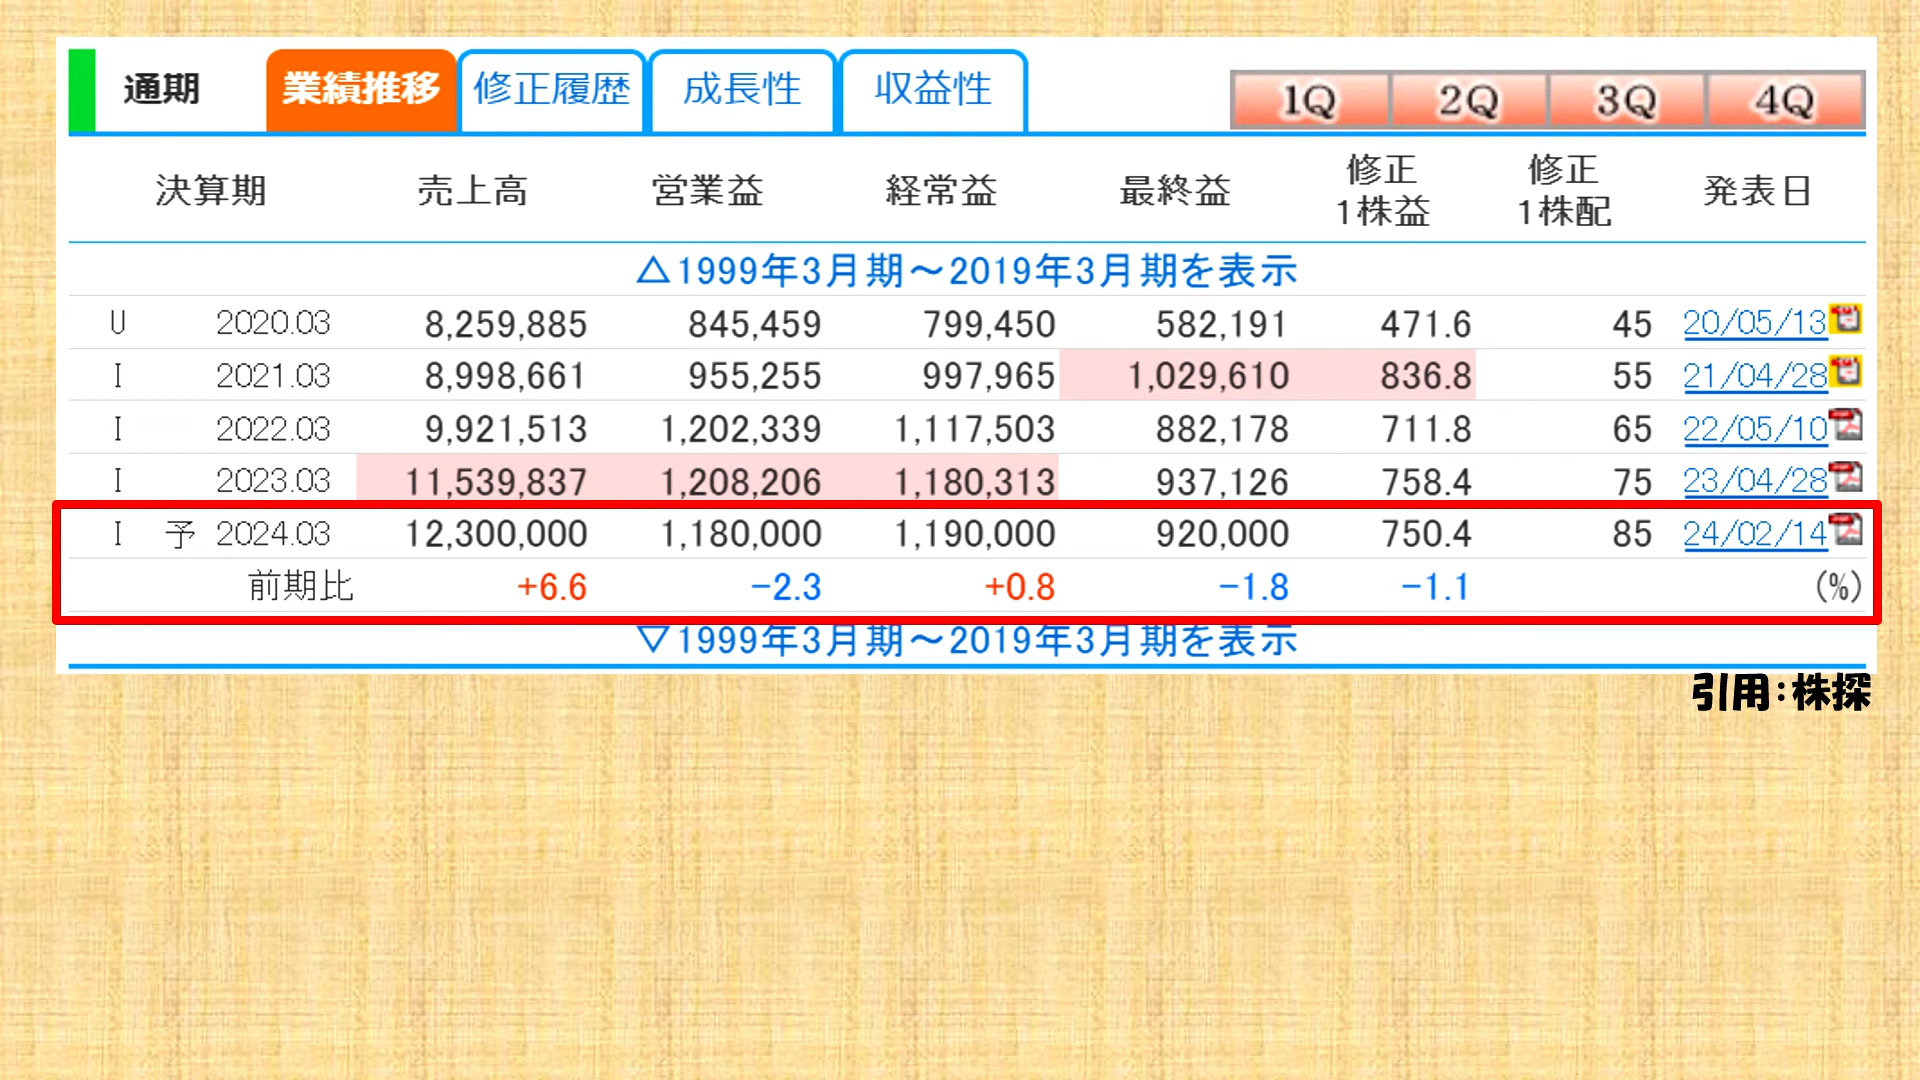 通期 業績推移 修正履歴 成長性 収益性 1Q 2Q 3Q 4Q
決算期 売上高 営業益 経常益 最終益 修正1株益 修正1株配 発表日
△1999年3月期～2019年3月期を表示
U 2020.03 8,259,885 845,459 799,450 582,191 471.6 45 20/05/13
I 2021.03 8,998,661 955,255 997,965 1,029,610 836.8 55 21/04/28
I 2022.03 9,921,513 1,202,339 1,117,503 882,178 711.8 65 22/05/10
I 2023.03 11,539,837 1,208,206 1,180,313 937,126 758.4 75 23/04/28
I 予 2024.03 12,300,000 1,180,000 1,190,000 920,000 750.4 85 24/02/14
前期比 +6.6 -2.3 +0.8 -1.8 -1.1 (%)
▽1999年3月期～2019年3月期を表示
引用：株探